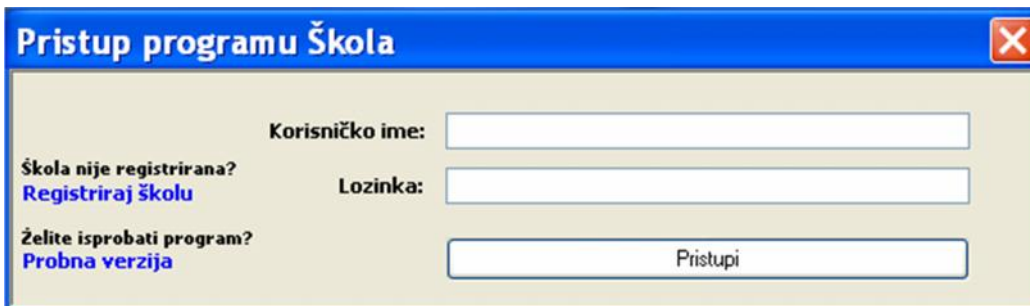 Pristup programu Škola
Korisničko ime:
Škola nije registrirana?
Registriraj školu
Lozinka:
Želite isprobati program?
Probna verzija
Pristupi